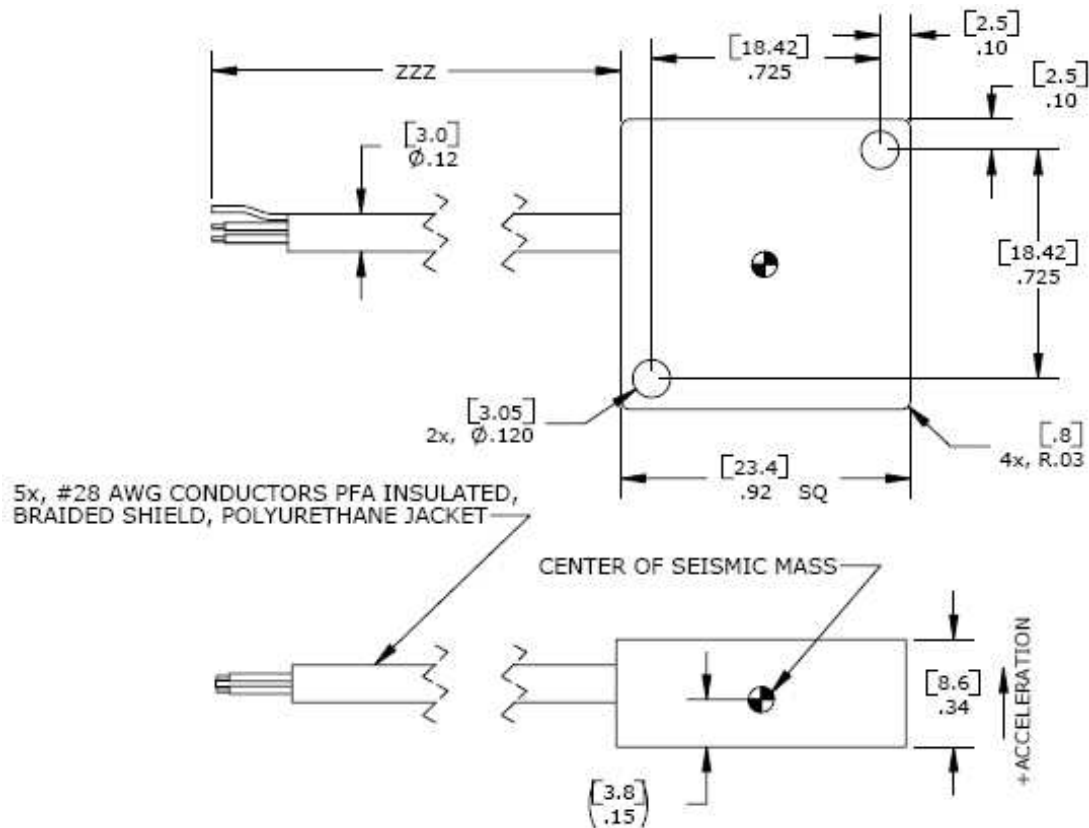 [2.5]
.10
[18.42]
.725
ZZZ
[2.5]
.10
[3.0]
Ø.12
[18.42]
.725
[3.05]
2x, Ø.120
[.8]
4x, R.03
[23.4]
.92 SQ
5x, #28 AWG CONDUCTORS PFA INSULATED,
BRAIDED SHIELD, POLYURETHANE JACKET
CENTER OF SEISMIC MASS
[8.6]
.34
+ACCELERATION
([3.8]
.15)